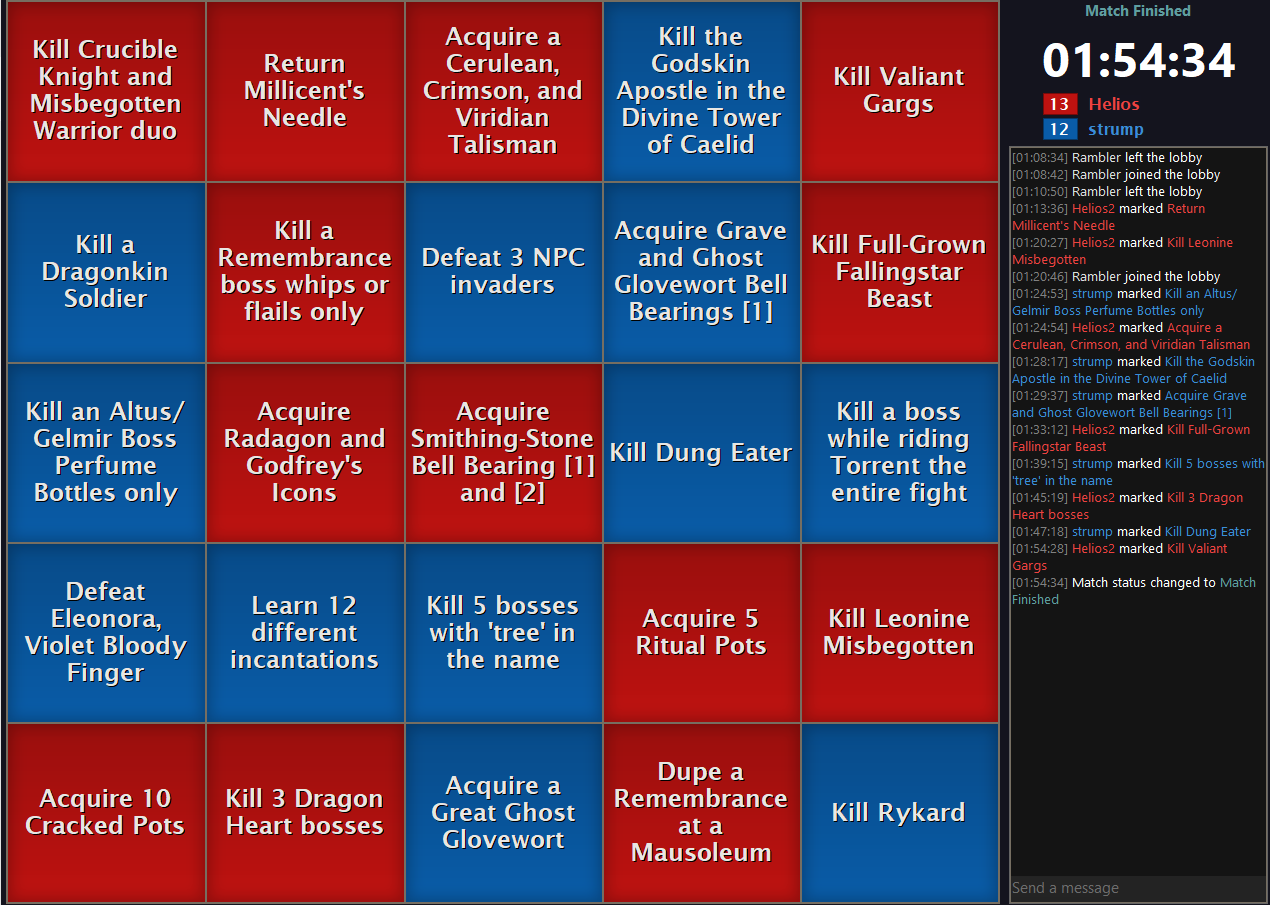 Kill Crucible
Knight and
Misbegotten
Warrior duo
Return
Millicent's
Needle
Acquire a
Cerulean,
Crimson, and
Viridian
Talisman
Kill the
Godskin
Apostle in the
Divine Tower
of Caelid
Kill Valiant
Gargs
Kill a
Dragonkin
Soldier
Kill a
Remembrance
boss whips or
flails only
Defeat 3 NPC
invaders
Acquire Grave
and Ghost
Glovewort Bell
Bearings [1]
Kill Full-Grown
Fallingstar
Beast
Kill an Altus/
Gelmir Boss
Perfume
Bottles only
Acquire
Radagon and
Godfrey's
Icons
Acquire
Smithing-Stone
Bell Bearing [1]
and [2]
Kill Dung Eater
Kill a boss
while riding
Torrent the
entire fight
Defeat
Eleonora,
Violet Bloody
Finger
Learn 12
different
incantations
Kill 5 bosses
with 'tree' in
the name
Acquire 5
Ritual Pots
Kill Leonine
Misbegotten
Acquire 10
Cracked Pots
Kill 3 Dragon
Heart bosses
Acquire a
Great Ghost
Glovewort
Dupe a
Remembrance
at a
Mausoleum
Kill Rykard
Match Finished
01:54:34
13 Helios
12 strump
[01:08:34] Rambler left the lobby
[01:08:42] Rambler joined the lobby
[01:10:50] Rambler left the lobby
[01:13:36] Helios2 marked Return
Millicent's Needle
[01:20:27] Helios2 marked Kill Leonine
Misbegotten
[01:20:46] Rambler joined the lobby
[01:24:53] strump marked Kill an Altus/
Gelmir Boss Perfume Bottles only
[01:24:54] Helios2 marked Acquire a
Cerulean, Crimson, and Viridian Talisman
[01:28:17] strump marked Kill the Godskin
Apostle in the Divine Tower of Caelid
[01:29:37] strump marked Acquire Grave
and Ghost Glovewort Bell Bearings [1]
[01:33:12] Helios2 marked Kill Full-Grown
Fallingstar Beast
[01:39:15] strump marked Kill 5 bosses with
'tree' in the name
[01:45:19] Helios2 marked Kill 3 Dragon
Heart bosses
[01:47:18] strump marked Kill Dung Eater
[01:54:28] Helios2 marked Kill Valiant
Gargs
[01:54:34] Match status changed to Match
Finished
Send a message